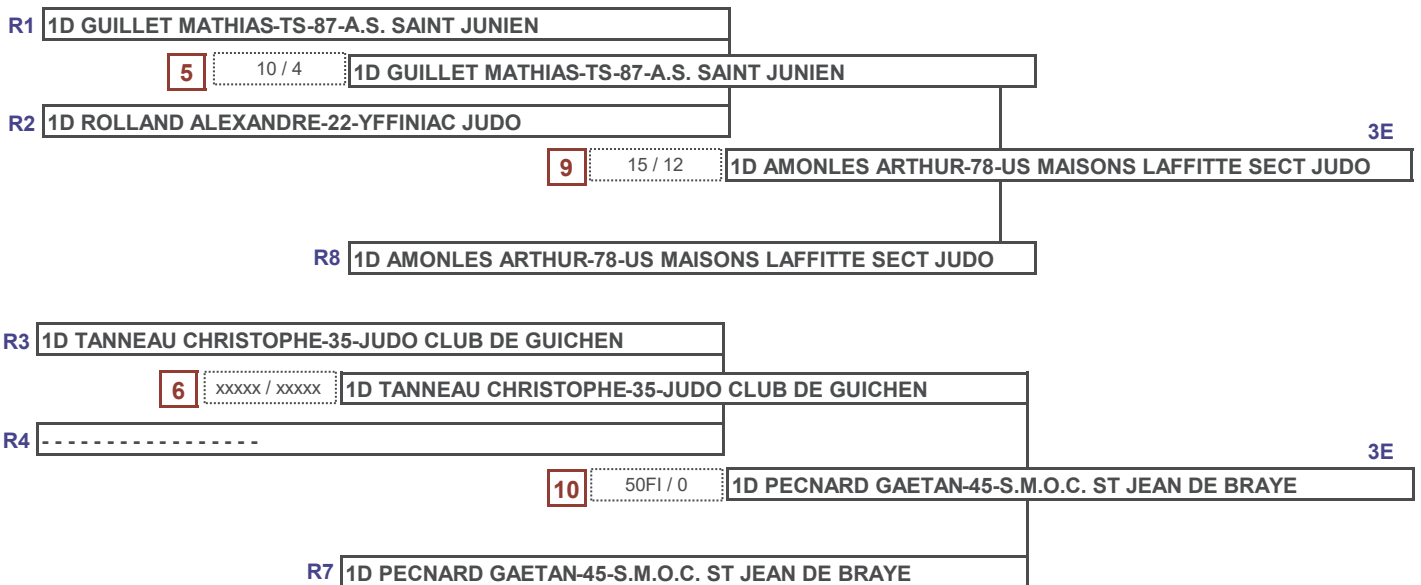 R1 1D GUILLET MATHIAS-TS-87-A.S. SAINT JUNIEN
5 10 / 4 1D GUILLET MATHIAS-TS-87-A.S. SAINT JUNIEN
R2 1D ROLLAND ALEXANDRE-22-YFFINIAC JUDO
3E
9 15 / 12 1D AMONLES ARTHUR-78-US MAISONS LAFFITTE SECT JUDO
R8 1D AMONLES ARTHUR-78-US MAISONS LAFFITTE SECT JUDO
R3 1D TANNEAU CHRISTOPHE-35-JUDO CLUB DE GUICHEN
6 xxxxx / xxxxx 1D TANNEAU CHRISTOPHE-35-JUDO CLUB DE GUICHEN
R4 - - - - - - - - - - - - - - - - -
3E
10 50FI / 0 1D PECNARD GAETAN-45-S.M.O.C. ST JEAN DE BRAYE
R7 1D PECNARD GAETAN-45-S.M.O.C. ST JEAN DE BRAYE